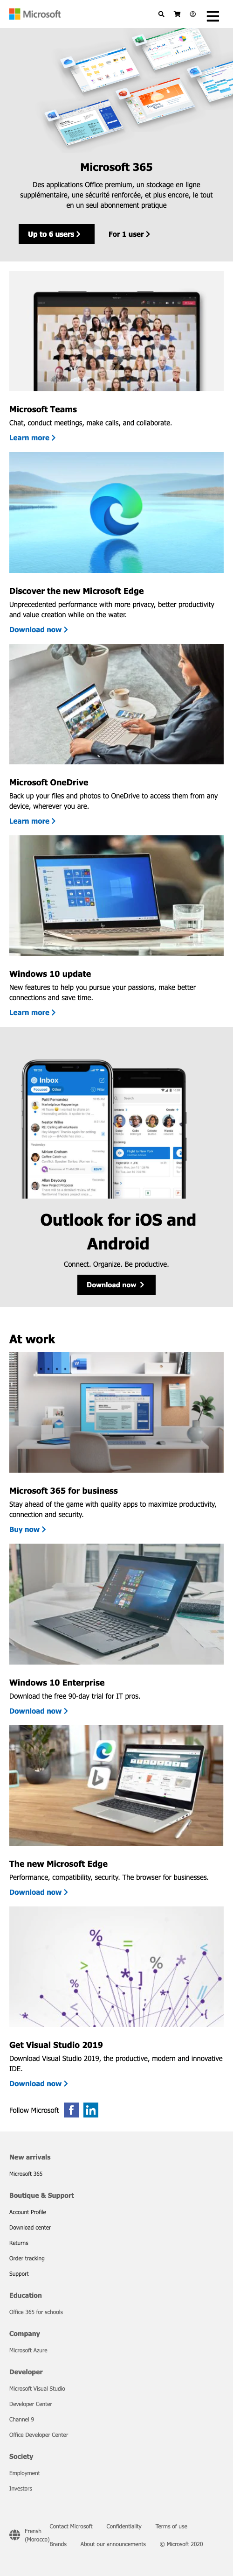 Microsoft
Microsoft 365
Des applications Office premium, un stockage en ligne
supplémentaire, une sécurité renforcée, et plus encore, le tout
en un seul abonnement pratique
Up to 6 users
For 1 user
Microsoft Teams
Chat, conduct meetings, make calls, and collaborate.
Learn more
Discover the new Microsoft Edge
Unprecedented performance with more privacy, better productivity
and value creation while on the water.
Download now
Microsoft OneDrive
Back up your files and photos to OneDrive to access them from any
device, wherever you are.
Learn more
Windows 10 update
New features to help you pursue your passions, make better
connections and save time.
Learn more
Inbox
Outlook for iOS and
Android
Connect. Organize. Be productive.
Download now
At work
Microsoft 365 for business
Stay ahead of the game with quality apps to maximize productivity,
connection and security.
Buy now
Windows 10 Enterprise
Download the free 90-day trial for IT pros.
Download now
The new Microsoft Edge
Performance, compatibility, security. The browser for businesses.
Download now
Get Visual Studio 2019
Download Visual Studio 2019, the productive, modern and innovative
IDE.
Download now
Follow Microsoft
New arrivals
Microsoft 365
Boutique & Support
Account Profile
Download center
Returns
Order tracking
Support
Education
Office 365 for schools
Company
Microsoft Azure
Developer
Microsoft Visual Studio
Developer Center
Channel 9
Office Developer Center
Society
Employment
Investors
Frensh
(Morocco)
Contact Microsoft
Confidentiality
Terms of use
Brands
About our announcements
© Microsoft 2020